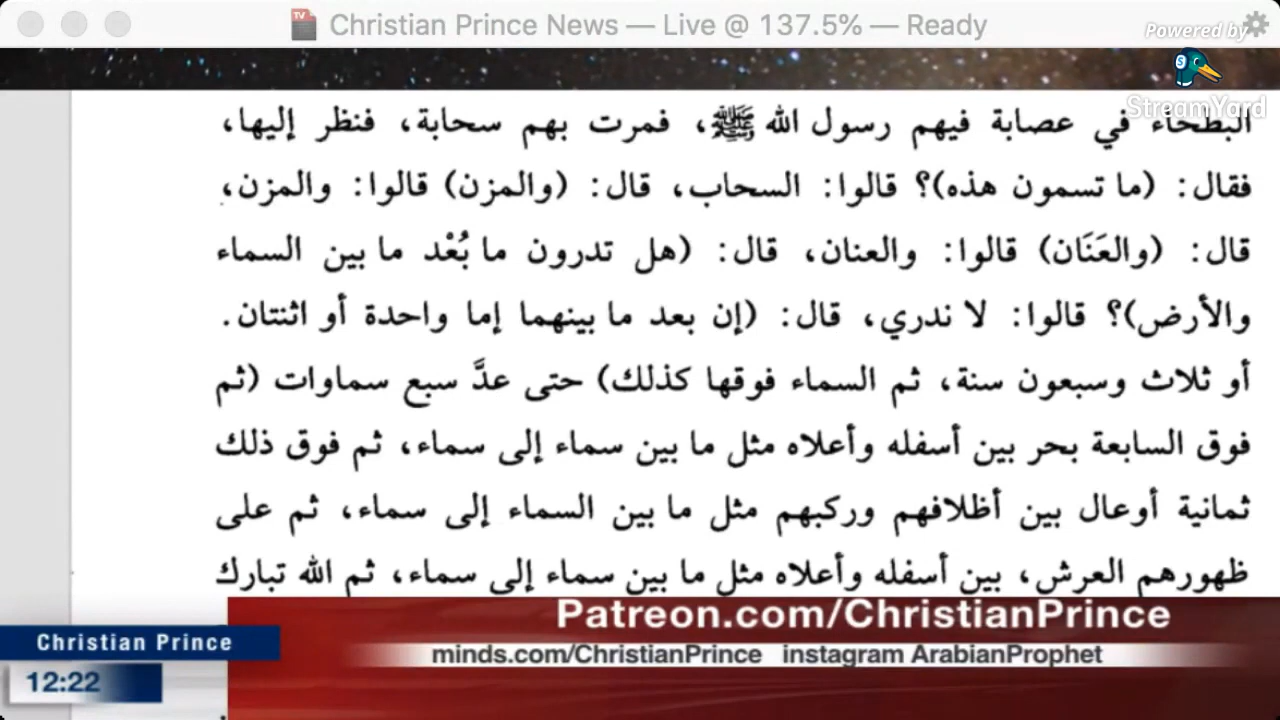 Christian Prince News — Live @ 137.5% — Ready
Powered by
StreamYard
البطحاء في عصابة فيهم رسول الله ﷺ، فمرت بهم سحابة، فنظر إليها،
فقال: (ما تسمون هذه)؟ قالوا: السحاب، قال: (والمزن) قالوا: والمزن،
قال: (والعَنَان) قالوا: والعنان، قال: (هل تدرون ما بُعْد ما بين السماء
والأرض)؟ قالوا: لا ندري، قال: (إن بعد ما بينهما إما واحدة أو اثنتان.
أو ثلاث وسبعون سنة، ثم السماء فوقها كذلك) حتى عدَّ سبع سماوات (ثم
فوق السابعة بحر بين أسفله وأعلاه مثل ما بين سماء إلى سماء، ثم فوق ذلك
ثمانية أوعال بين أظلافهم وركبهم مثل ما بين السماء إلى سماء، ثم على
ظهورهم العرش، بين أسفله وأعلاه مثل ما بين سماء إلى سماء، ثم الله تبارك
Patreon.com/ChristianPrince
Christian Prince
minds.com/ChristianPrince instagram ArabianProphet
12:22